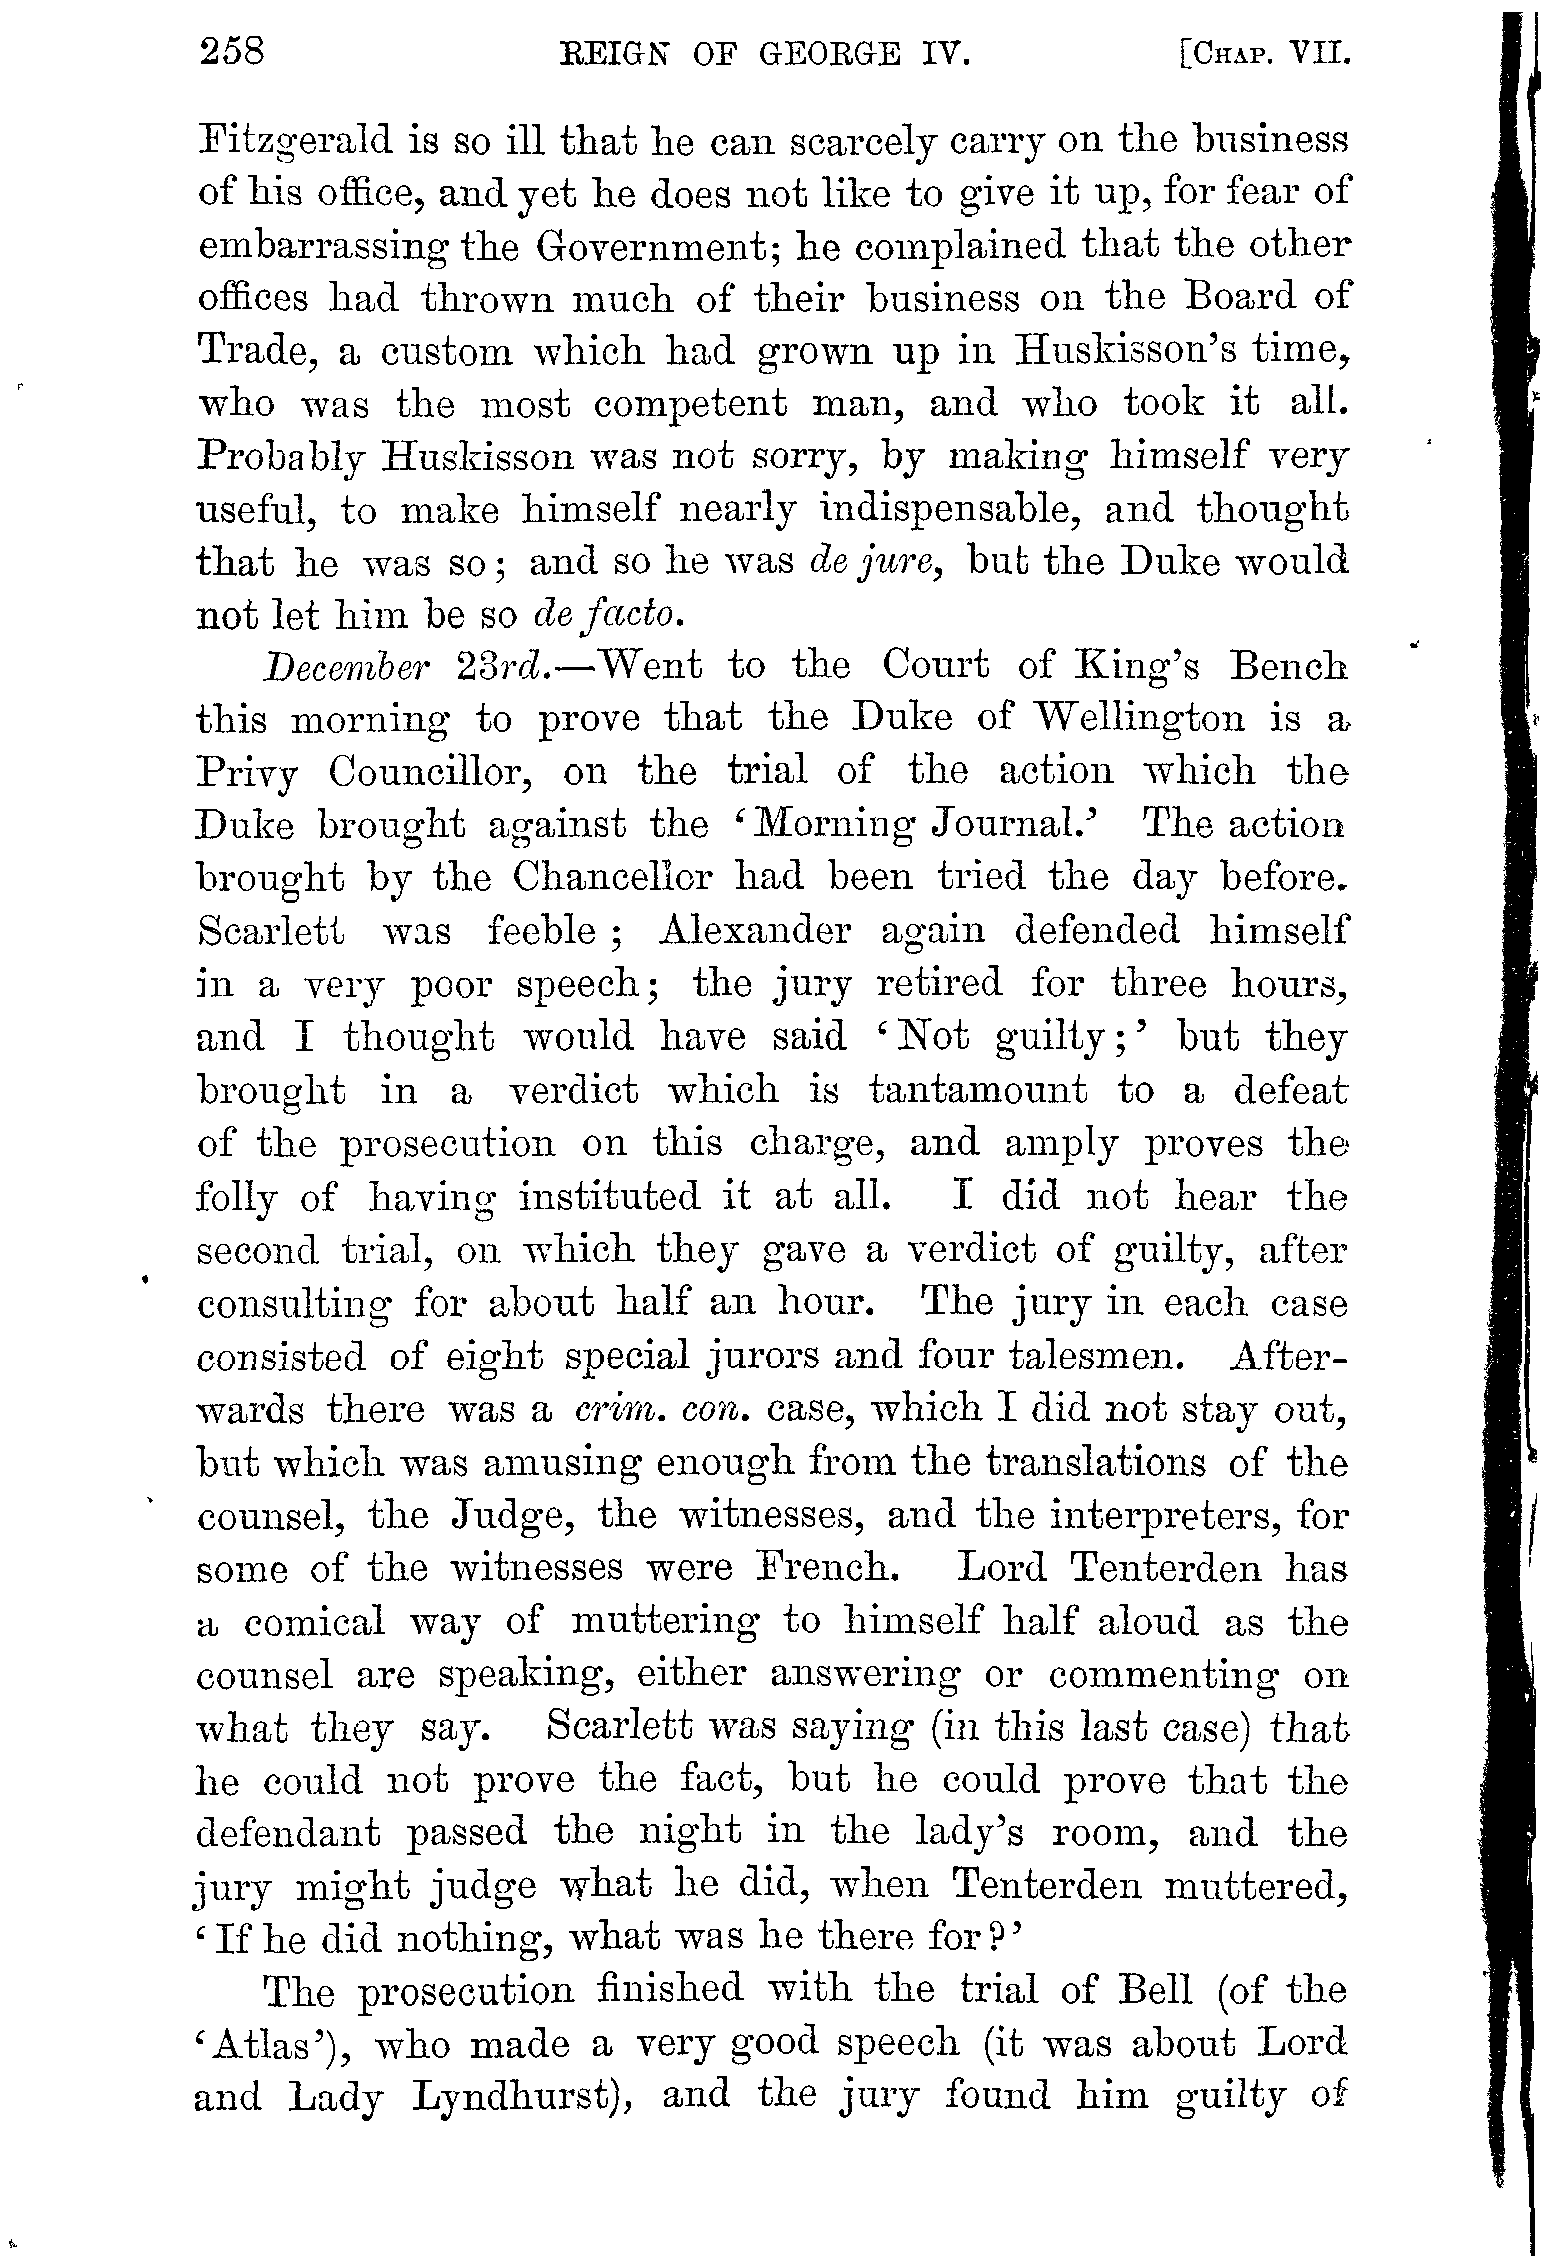 258 REIGN OF GEORGE IV. [CHAP. VII.
Fitzgerald is so ill that he can scarcely carry on the business
of his office, and yet he does not like to give it up, for fear of
embarrassing the Government; he complained that the other
offices had thrown much of their business on the Board of
Trade, a custom which had grown up in Huskisson's time,
who was the most competent man, and who took it all.
Probably Huskisson was not sorry, by making himself very
useful, to make himself nearly indispensable, and thought
that he was so; and so he was de jure, but the Duke would
not let him be so de facto.
December 23rd.—Went to the Court of King's Bench
this morning to prove that the Duke of Wellington is a
Privy Councillor, on the trial of the action which the
Duke brought against the ‘Morning Journal.’ The action
brought by the Chancellor had been tried the day before.
Scarlett was feeble; Alexander again defended himself
in a very poor speech; the jury retired for three hours,
and I thought would have said ‘Not guilty;’ but they
brought in a verdict which is tantamount to a defeat
of the prosecution on this charge, and amply proves the
folly of having instituted it at all. I did not hear the
second trial, on which they gave a verdict of guilty, after
consulting for about half an hour. The jury in each case
consisted of eight special jurors and four talesmen. After-
wards there was a crim. con. case, which I did not stay out,
but which was amusing enough from the translations of the
counsel, the Judge, the witnesses, and the interpreters, for
some of the witnesses were French. Lord Tenterden has
a comical way of muttering to himself half aloud as the
counsel are speaking, either answering or commenting on
what they say. Scarlett was saying (in this last case) that
he could not prove the fact, but he could prove that the
defendant passed the night in the lady's room, and the
jury might judge what he did, when Tenterden muttered,
‘If he did nothing, what was he there for?’
The prosecution finished with the trial of Bell (of the
‘Atlas’), who made a very good speech (it was about Lord
and Lady Lyndhurst), and the jury found him guilty of